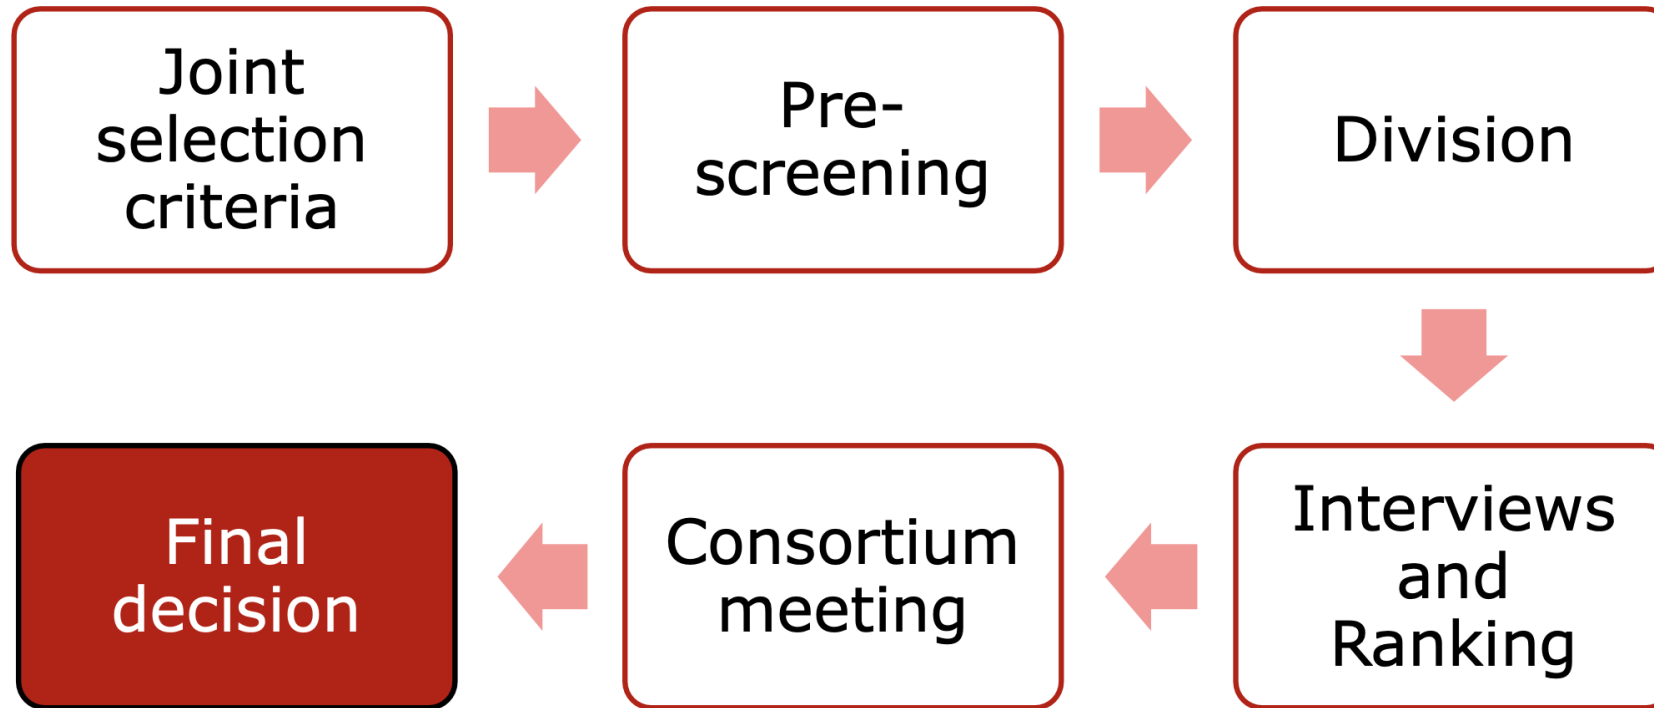 Joint
selection
criteria
Pre-
screening
Division
Interviews
and
Ranking
Consortium
meeting
Final
decision